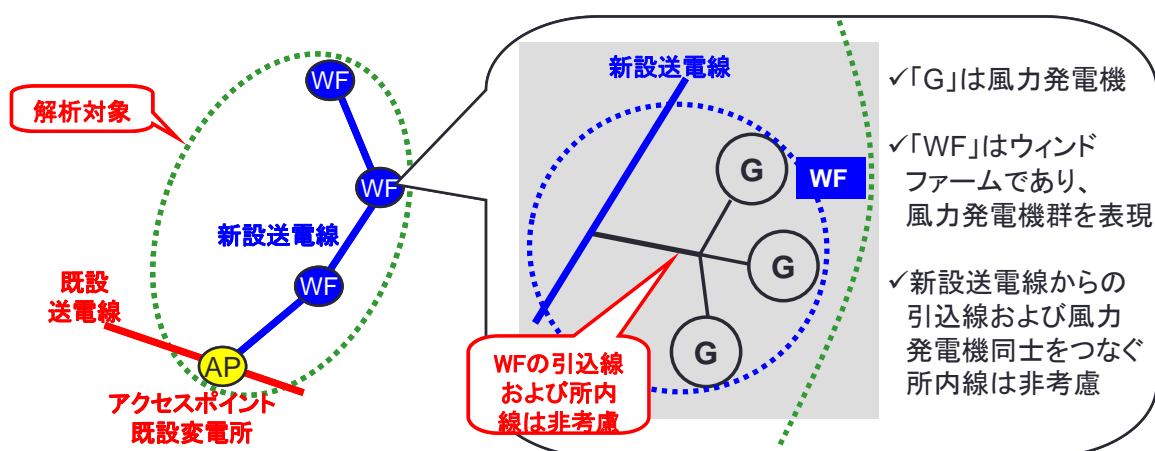 WF
解析対象
WF
新設送電線
WF
既設
送電線
AP
アクセスポイント
既設変電所
新設送電線
G
WF
G
G
WFの引込線
および所内
線は非考慮
✓「G」は風力発電機
✓「WF」はウィンド
ファームであり、
風力発電機群を表現
✓新設送電線からの
引込線および風力
発電機同士をつなぐ
所内線は非考慮